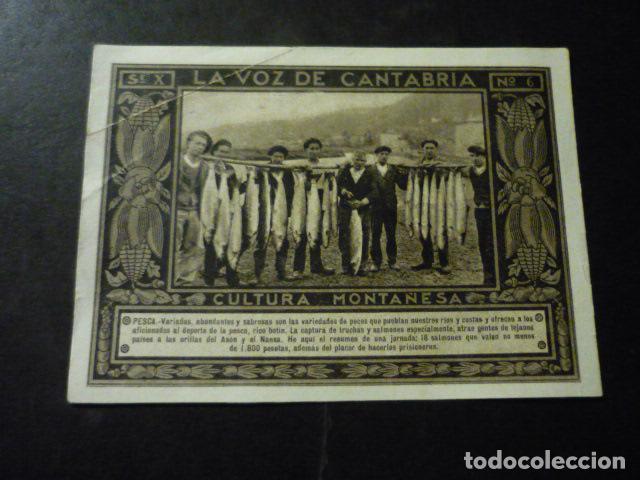 Sᴱ X LA VOZ DE CANTABRIA Nº 6
CULTURA MONTAÑESA
PESCA.-Variadas, abundantes y sabrosas son las variedades de peces que pueblan nuestros ríos y costas y ofrecen a los
aficionados al deporte de la pesca, rico botín. La captura de truchas y salmones especialmente, atrae gentes de lejanos
países a las orillas del Asón y el Nansa. He aquí el resumen de una jornada: 18 salmones que valen no menos
de 1.800 pesetas, además del placer de hacerlos prisioneros.
todocoleccion.net